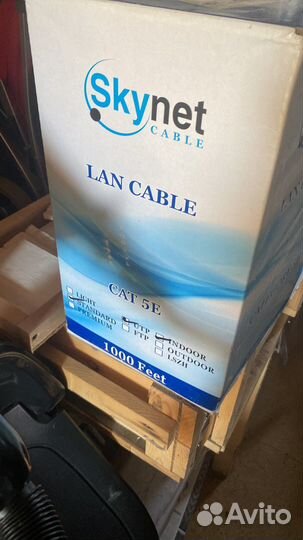 Skynet
CABLE
LAN CABLE
CAT 5E
LIGHT UTP INDOOR
STANDARD FTP OUTDOOR
PREMIUM LSZH
1000 Feet
Avito